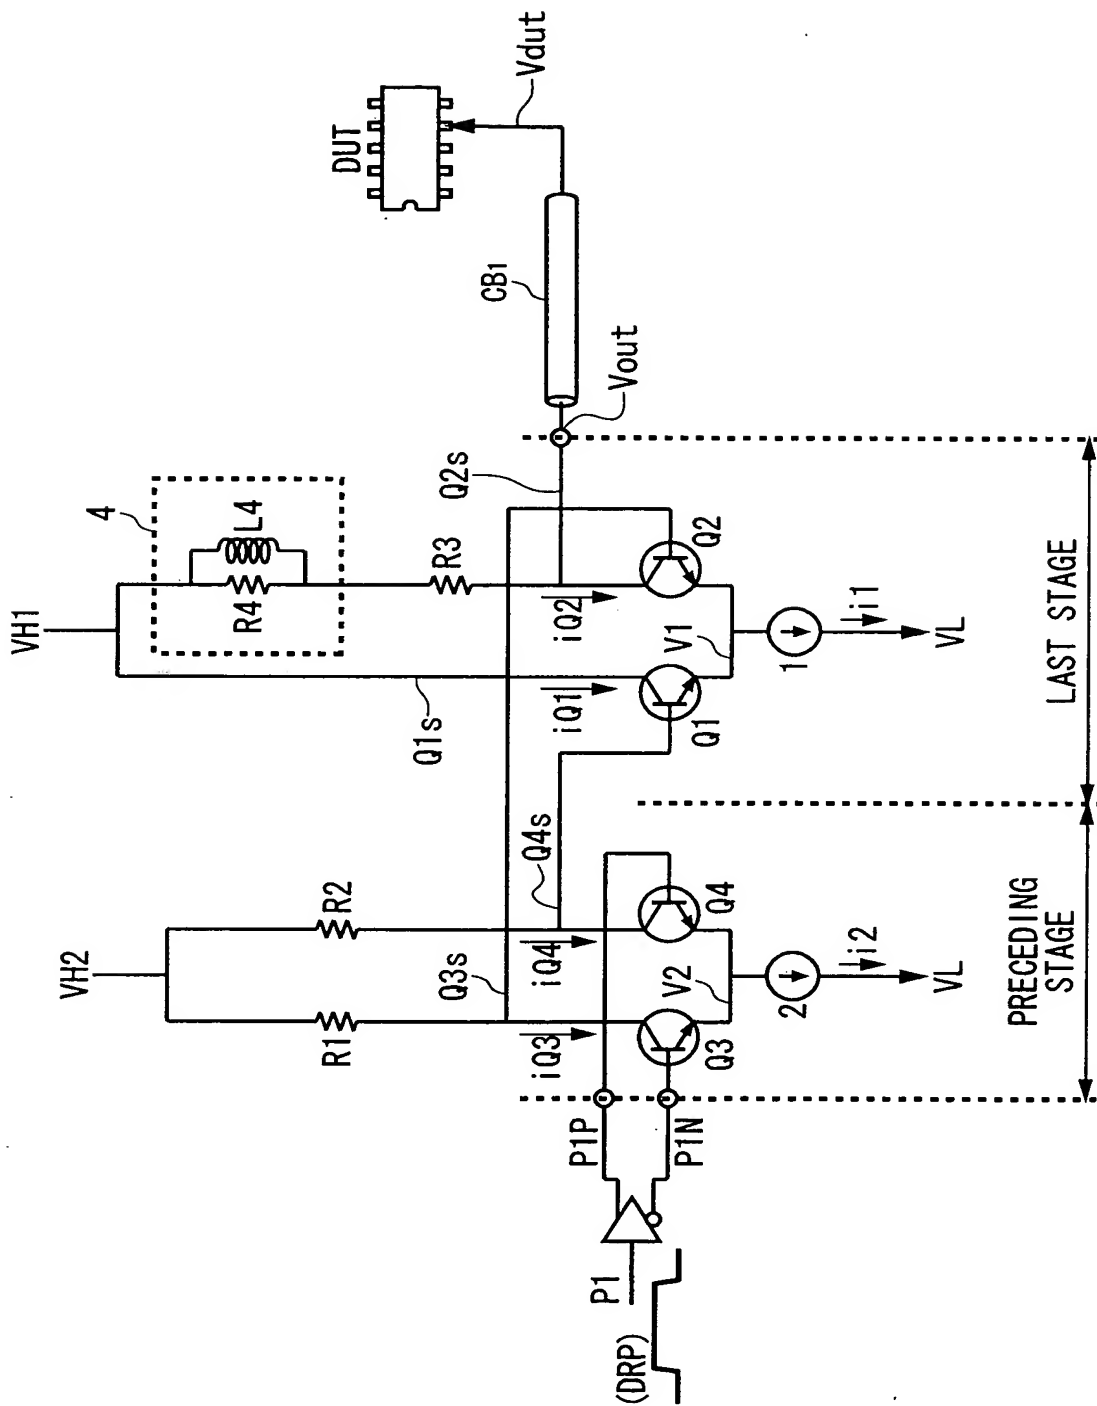 VH1
VH2
4
L4
R4
R3
R1
R2
Q1s
Q2s
Q3s
Q4s
iQ1
iQ2
iQ3
iQ4
Q1
Q2
Q3
Q4
V1
V2
1
2
i1
i2
VL
VL
P1
(DRP)
P1P
P1N
Vout
CB1
Vdut
DUT
PRECEDING
STAGE
LAST STAGE